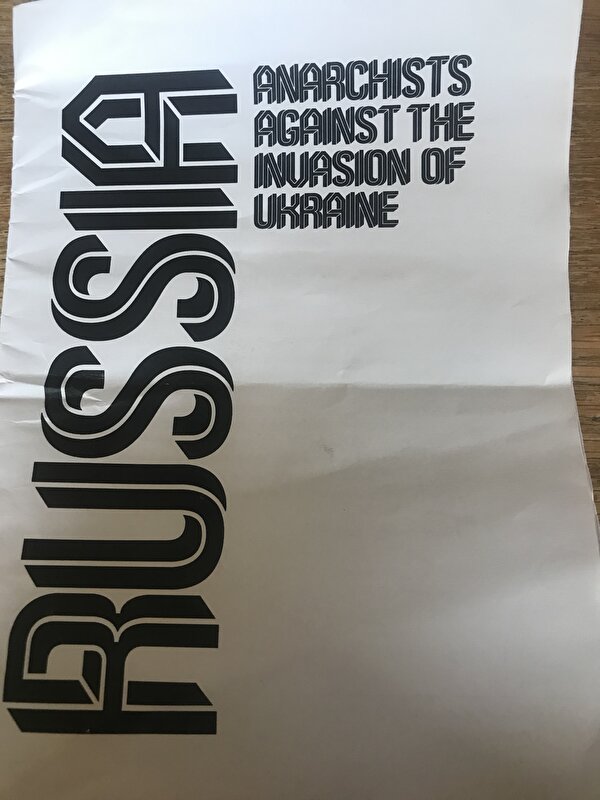 RUSSIA
ANARCHISTS
AGAINST THE
INVASION OF
UKRAINE